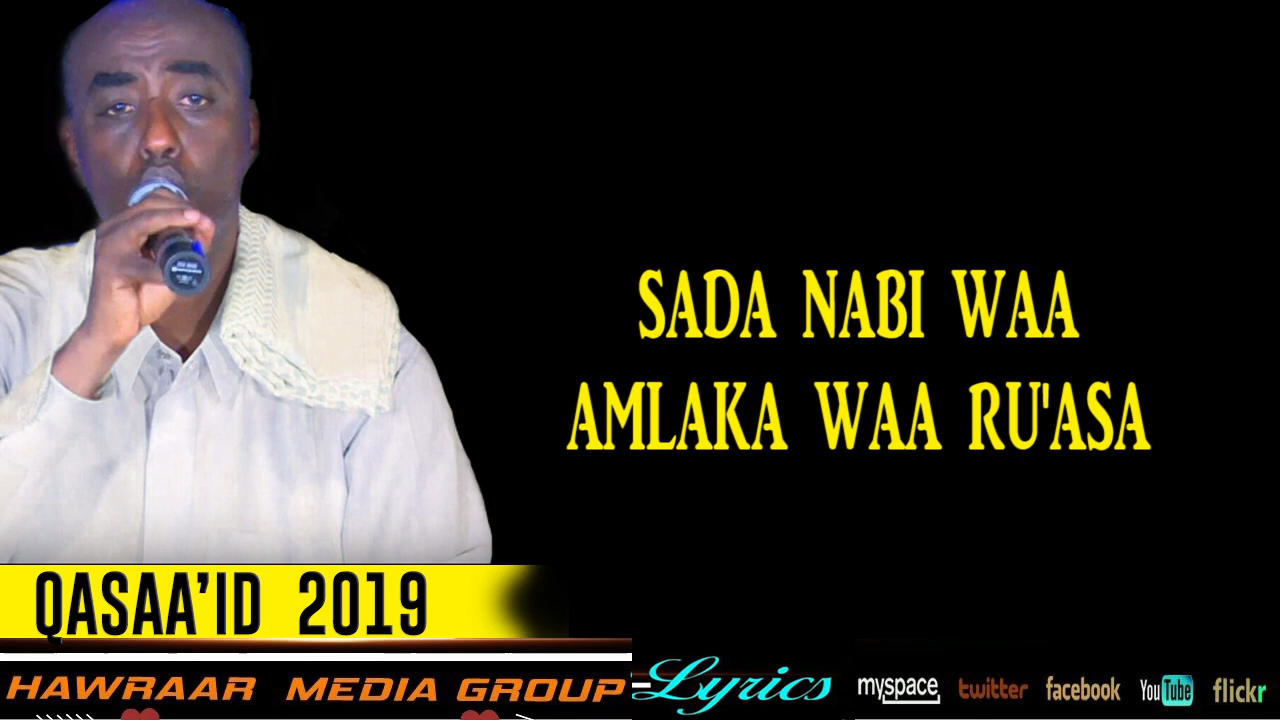 SADA NABI WAA
AMLAKA WAA RU'ASA
QASAA'ID 2019
HAWRAAR MEDIA GROUP
Lyrics
myspace twitter facebook YouTube flickr